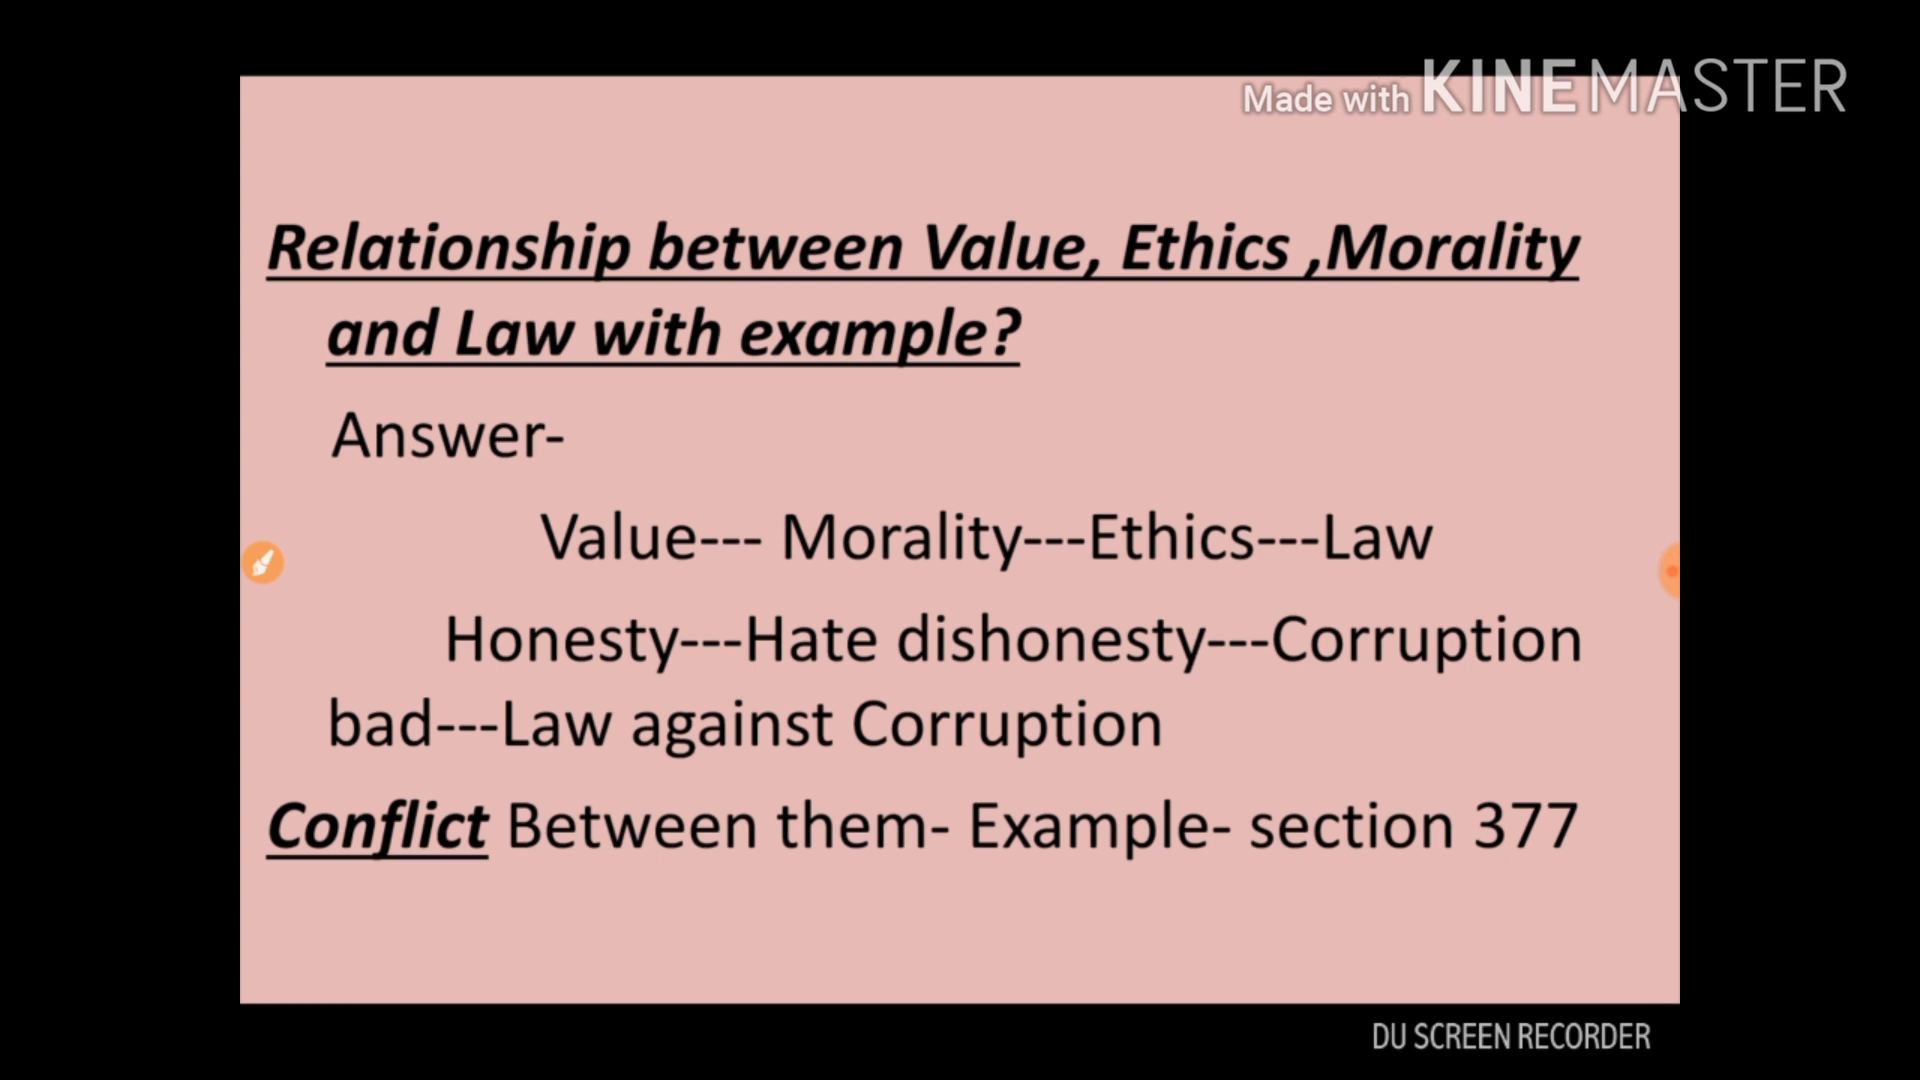 Made with KINEMASTER
Relationship between Value, Ethics ,Morality
and Law with example?
Answer-
Value--- Morality---Ethics---Law
Honesty---Hate dishonesty---Corruption
bad---Law against Corruption
Conflict Between them- Example- section 377
DU SCREEN RECORDER